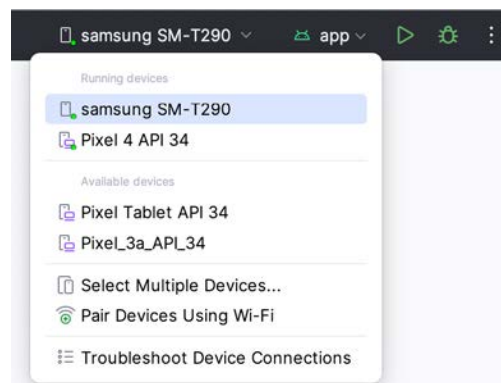 samsung SM-T290 app
Running devices
samsung SM-T290
Pixel 4 API 34
Available devices
Pixel Tablet API 34
Pixel_3a_API_34
Select Multiple Devices...
Pair Devices Using Wi-Fi
Troubleshoot Device Connections